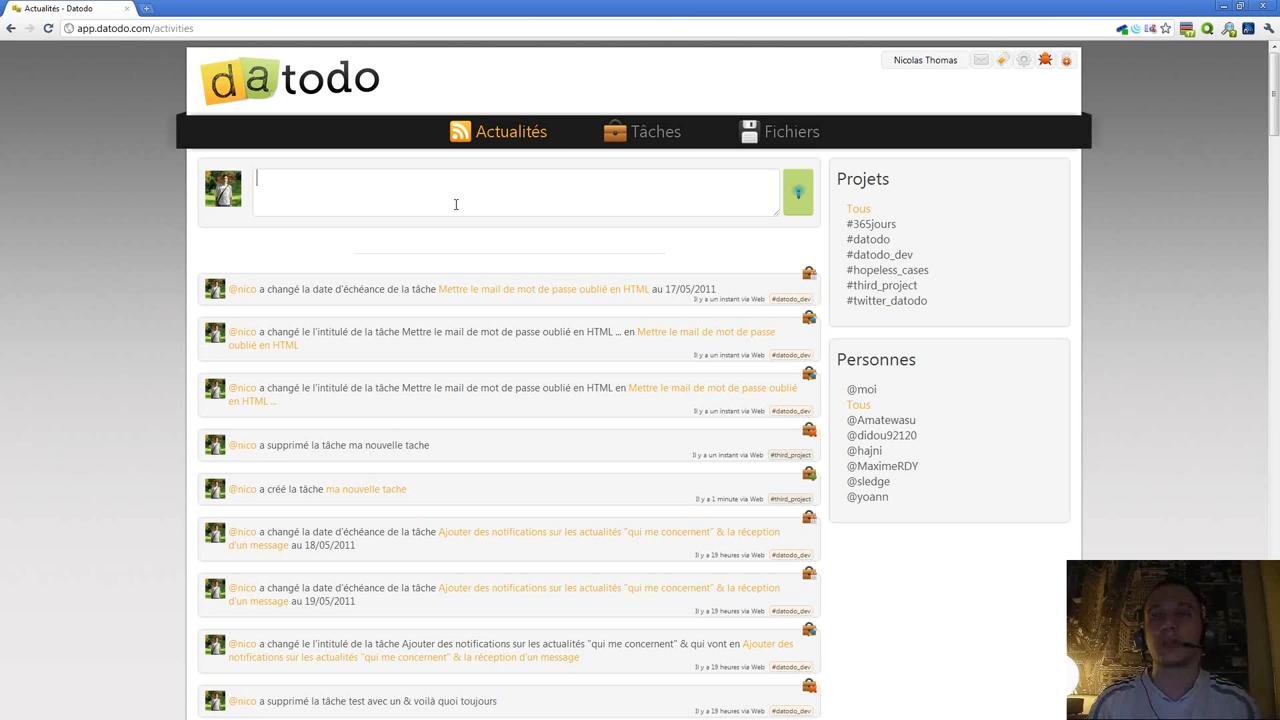 Actualités - Datodo
app.datodo.com/activities
datodo
Nicolas Thomas
Actualités
Tâches
Fichiers
@nico a changé la date d'échéance de la tâche Mettre le mail de mot de passe oublié en HTML au 17/05/2011
Il y a un instant via Web #datodo_dev
@nico a changé le l'intitulé de la tâche Mettre le mail de mot de passe oublié en HTML ... en Mettre le mail de mot de passe
oublié en HTML
Il y a un instant via Web #datodo_dev
@nico a changé le l'intitulé de la tâche Mettre le mail de mot de passe oublié en HTML en Mettre le mail de mot de passe oublié
en HTML ...
Il y a un instant via Web #datodo_dev
@nico a supprimé la tâche ma nouvelle tache
Il y a un instant via Web #third_project
@nico a créé la tâche ma nouvelle tache
Il y a 1 minute via Web #third_project
@nico a changé la date d'échéance de la tâche Ajouter des notifications sur les actualités "qui me concernent" & la réception
d'un message au 18/05/2011
Il y a 19 heures via Web #datodo_dev
@nico a changé la date d'échéance de la tâche Ajouter des notifications sur les actualités "qui me concernent" & la réception
d'un message au 19/05/2011
Il y a 19 heures via Web #datodo_dev
@nico a changé le l'intitulé de la tâche Ajouter des notifications sur les actualités "qui me concernent" & qui vont en Ajouter des
notifications sur les actualités "qui me concernent" & la réception d'un message
Il y a 19 heures via Web #datodo_dev
@nico a supprimé la tâche test avec un & voilà quoi toujours
Il y a 19 heures via Web #datodo_dev
Projets
Tous
#365jours
#datodo
#datodo_dev
#hopeless_cases
#third_project
#twitter_datodo
Personnes
@moi
Tous
@Amatewasu
@didou92120
@hajni
@MaximeRDY
@sledge
@yoann